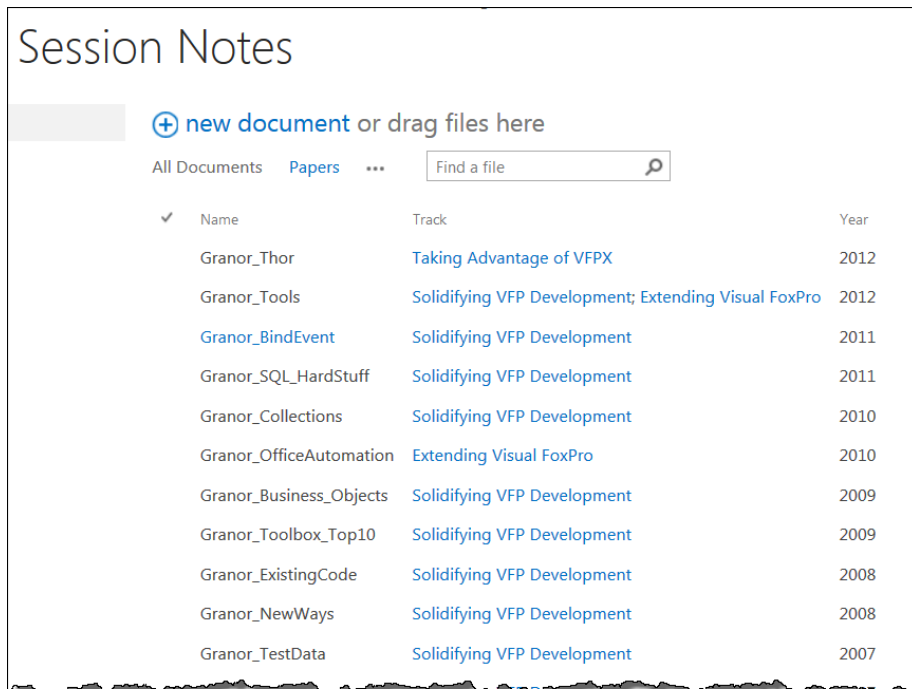 Session Notes
new document or drag files here
All Documents Papers ... Find a file
Name Track Year
Granor_Thor Taking Advantage of VFPX 2012
Granor_Tools Solidifying VFP Development; Extending Visual FoxPro 2012
Granor_BindEvent Solidifying VFP Development 2011
Granor_SQL_HardStuff Solidifying VFP Development 2011
Granor_Collections Solidifying VFP Development 2010
Granor_OfficeAutomation Extending Visual FoxPro 2010
Granor_Business_Objects Solidifying VFP Development 2009
Granor_Toolbox_Top10 Solidifying VFP Development 2009
Granor_ExistingCode Solidifying VFP Development 2008
Granor_NewWays Solidifying VFP Development 2008
Granor_TestData Solidifying VFP Development 2007